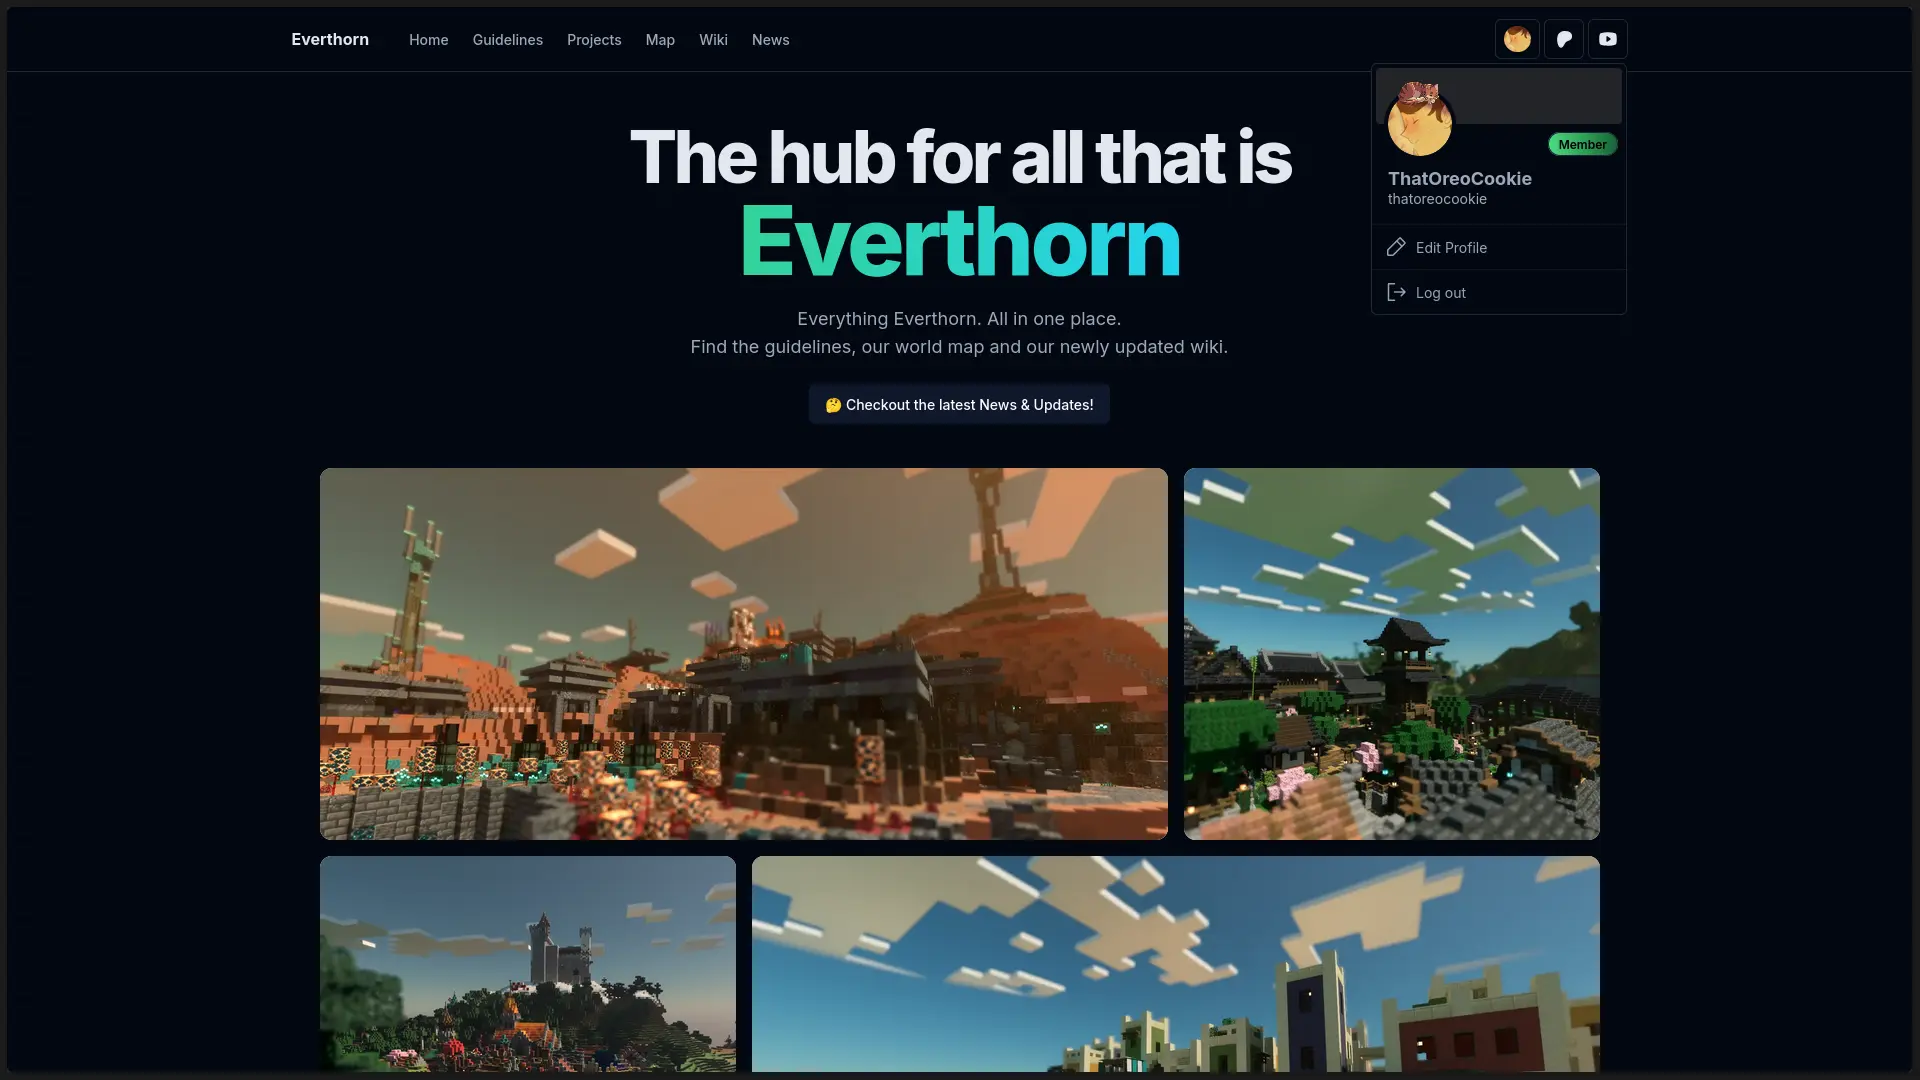 Everthorn
Home
Guidelines
Projects
Map
Wiki
News
The hub for all that is
Everthorn
Everything Everthorn. All in one place.
Find the guidelines, our world map and our newly updated wiki.
🤔 Checkout the latest News & Updates!
Member
ThatOreoCookie
thatoreocookie
Edit Profile
Log out